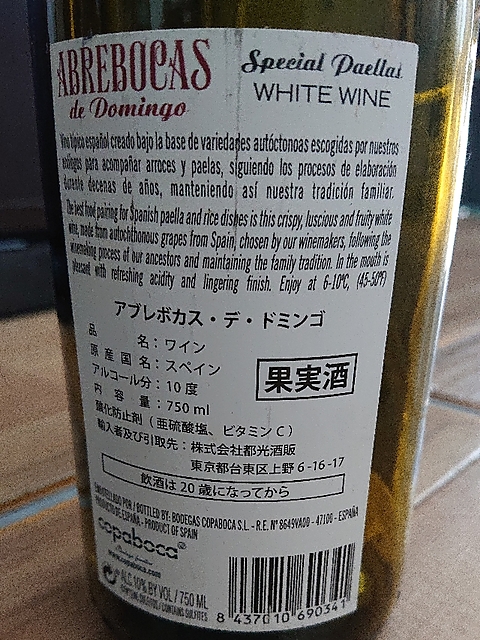 ABREBOCAS
de Domingo
Special Paellas
WHITE WINE
Vino típico español creado bajo la base de variedades autóctonoas escogidas por nuestros
enólogos para acompañar arroces y paelas, siguiendo los procesos de elaboración
durante decenas de años, manteniendo así nuestra tradición familiar.
The best food pairing for Spanish paella and rice dishes is this crispy, luscious and fruity white
wine, made from autochthonous grapes from Spain, chosen by our winemakers, following the
winemaking process of our ancestors and maintaining the family tradition. In the mouth is
pleasant with refreshing acidity and lingering finish. Enjoy at 6-10ºC, (45-50ºF)
アブレボカス・デ・ドミンゴ
品 名：ワイン
原産国名：スペイン
アルコール分：10度
内容量：750 ml
酸化防止剤（亜硫酸塩、ビタミンC）
輸入者及び引取先：株式会社都光酒販
東京都台東区上野6-16-17
果実酒
飲酒は20歳になってから
EMBOTELLADO POR / BOTTLED BY: BODEGAS COPABOCA S.L. - R.E. Nº 8649VA00 - 47100 - ESPAÑA
PRODUCTO DE ESPAÑA - PRODUCT OF SPAIN
copaboca
www.copaboca.com
ALC 10% BY VOL / 750 ML
CONTIENE SULFITOS / CONTAINS SULFITES
8 437010 690341